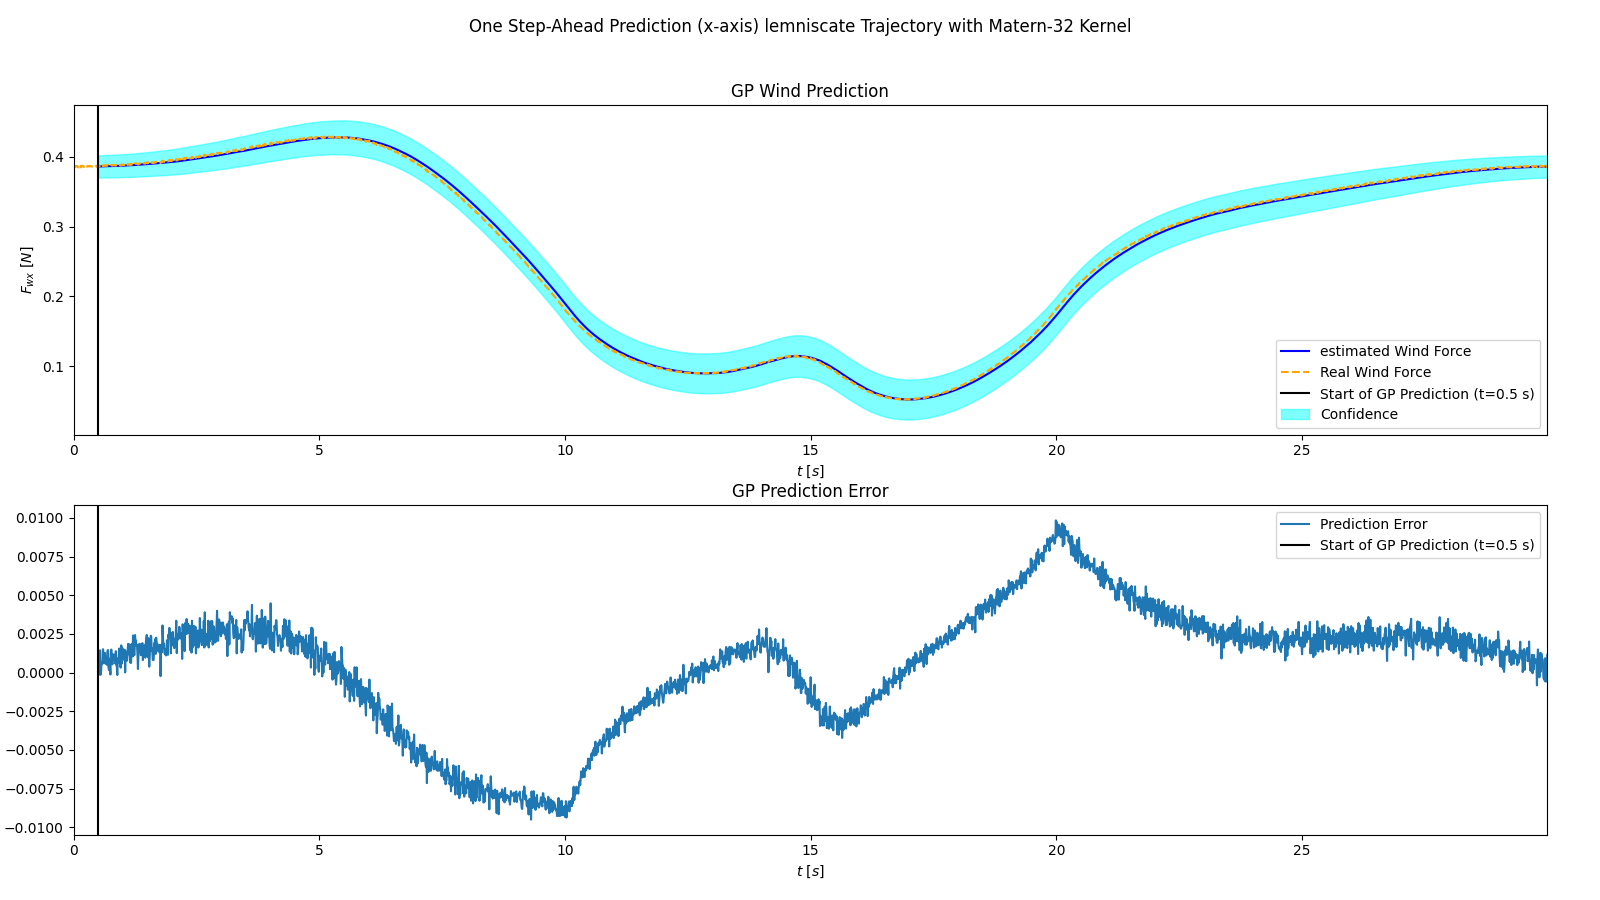 One Step-Ahead Prediction (x-axis) lemniscate Trajectory with Matern-32 Kernel
GP Wind Prediction
0.4
0.3
0.2
0.1
F_wx [N]
estimated Wind Force
Real Wind Force
Start of GP Prediction (t=0.5 s)
Confidence
0 5 10 15 20 25
t [s]
GP Prediction Error
0.0100
0.0075
0.0050
0.0025
0.0000
−0.0025
−0.0050
−0.0075
−0.0100
Prediction Error
Start of GP Prediction (t=0.5 s)
0 5 10 15 20 25
t [s]